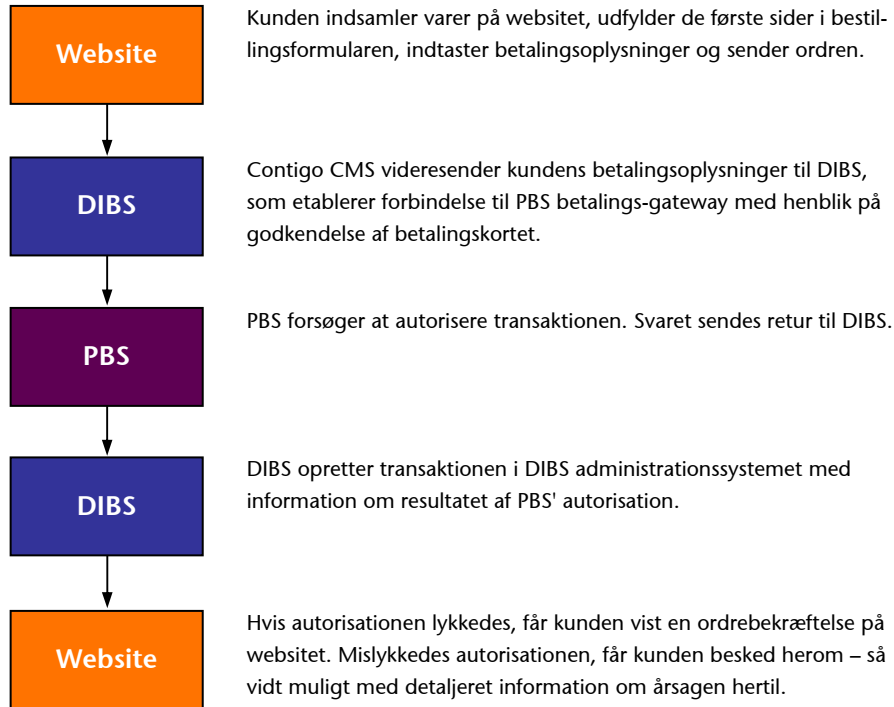 Website
Kunden indsamler varer på websitet, udfylder de første sider i bestil-
lingsformularen, indtaster betalingsoplysninger og sender ordren.
DIBS
Contigo CMS videresender kundens betalingsoplysninger til DIBS,
som etablerer forbindelse til PBS betalings-gateway med henblik på
godkendelse af betalingskortet.
PBS
PBS forsøger at autorisere transaktionen. Svaret sendes retur til DIBS.
DIBS
DIBS opretter transaktionen i DIBS administrationssystemet med
information om resultatet af PBS' autorisation.
Website
Hvis autorisationen lykkedes, får kunden vist en ordrebekræftelse på
websitet. Mislykkedes autorisationen, får kunden besked herom – så
vidt muligt med detaljeret information om årsagen hertil.